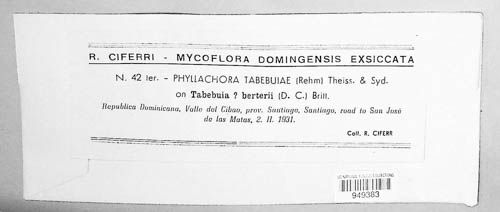 R. CIFERRI - MYCOFLORA DOMINGENSIS EXSICCATA
N. 42 ter. - PHYLLACHORA TABEBUIAE (Rehm) Theiss. & Syd.
on Tabebuia ? berterii (D. C.) Britt.
Republica Dominicana, Valle del Cibao, prov. Santiago, Santiago, road to San José
de las Matas, 2. II. 1931.
Coll. R. CIFERR
949383